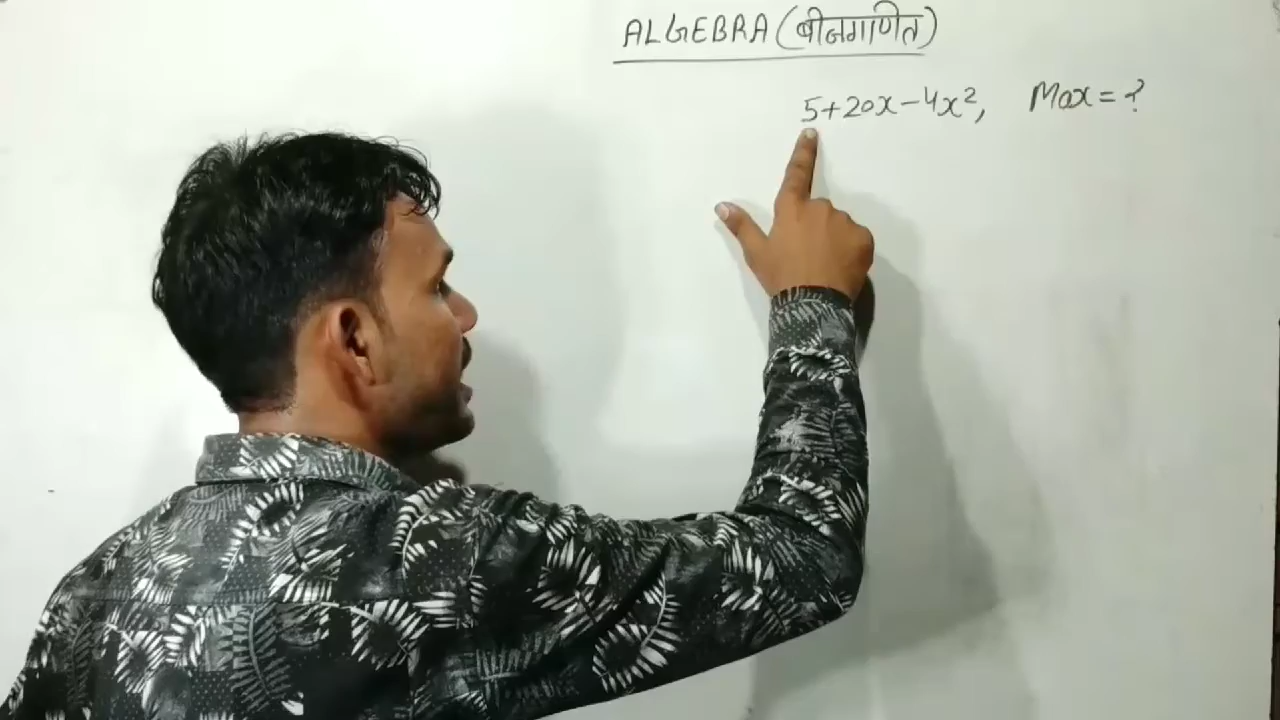 ALGEBRA (बीजगणित)
5+20x-4x², Max = ?